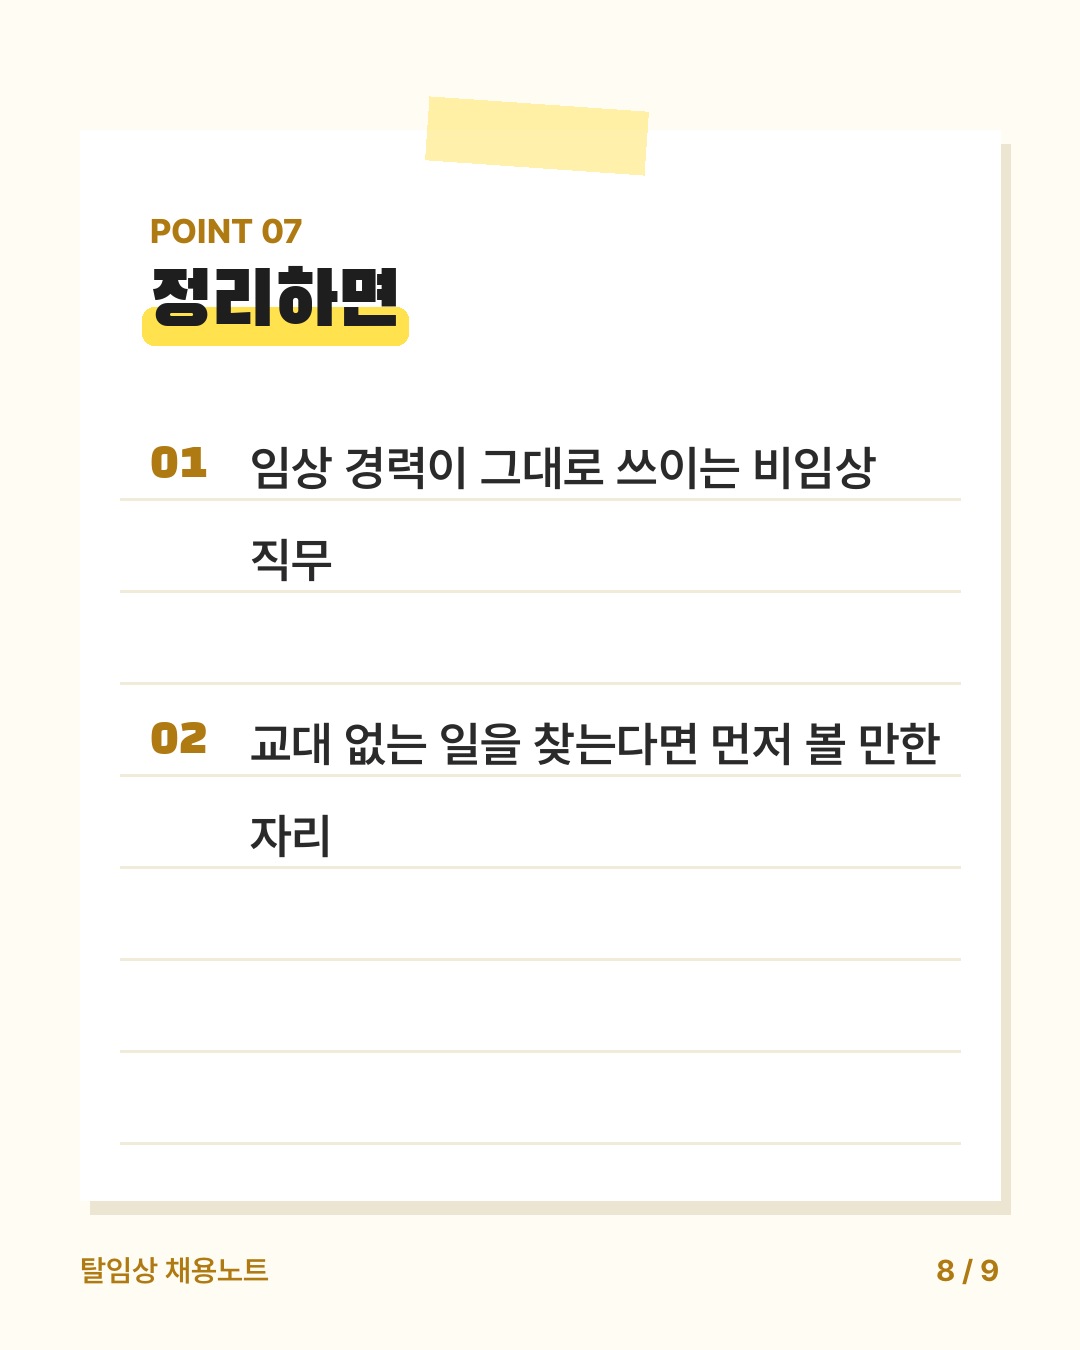 POINT 07
정리하면
01 임상 경력이 그대로 쓰이는 비임상
직무
02 교대 없는 일을 찾는다면 먼저 볼 만한
자리
탈임상 채용노트
8 / 9